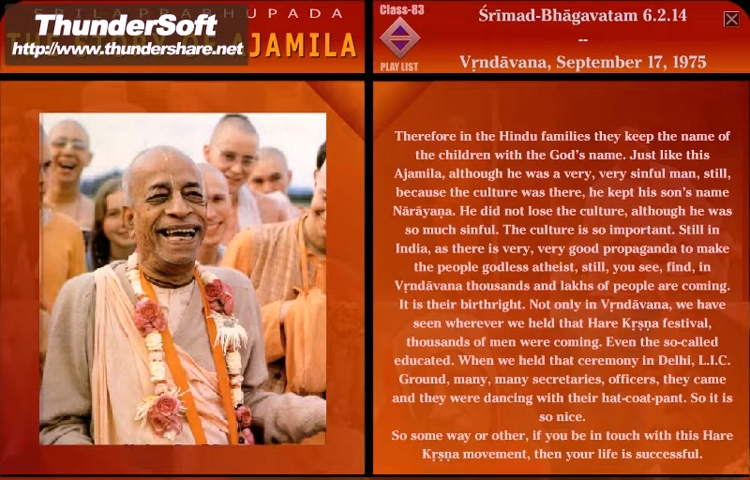 SRILA PRABHUPADA
ThunderSoft
http://www.thundershare.net
AJAMILA
Class-83
PLAY LIST
Śrīmad-Bhāgavatam 6.2.14
--
Vṛndāvana, September 17, 1975
Therefore in the Hindu families they keep the name of
the children with the God's name. Just like this
Ajamila, although he was a very, very sinful man, still,
because the culture was there, he kept his son's name
Nārāyaṇa. He did not lose the culture, although he was
so much sinful. The culture is so important. Still in
India, as there is very, very good propaganda to make
the people godless atheist, still, you see, find, in
Vṛndāvana thousands and lakhs of people are coming.
It is their birthright. Not only in Vṛndāvana, we have
seen wherever we held that Hare Kṛṣṇa festival,
thousands of men were coming. Even the so-called
educated. When we held that ceremony in Delhi, L.I.C.
Ground, many, many secretaries, officers, they came
and they were dancing with their hat-coat-pant. So it is
so nice.
So some way or other, if you be in touch with this Hare
Kṛṣṇa movement, then your life is successful.